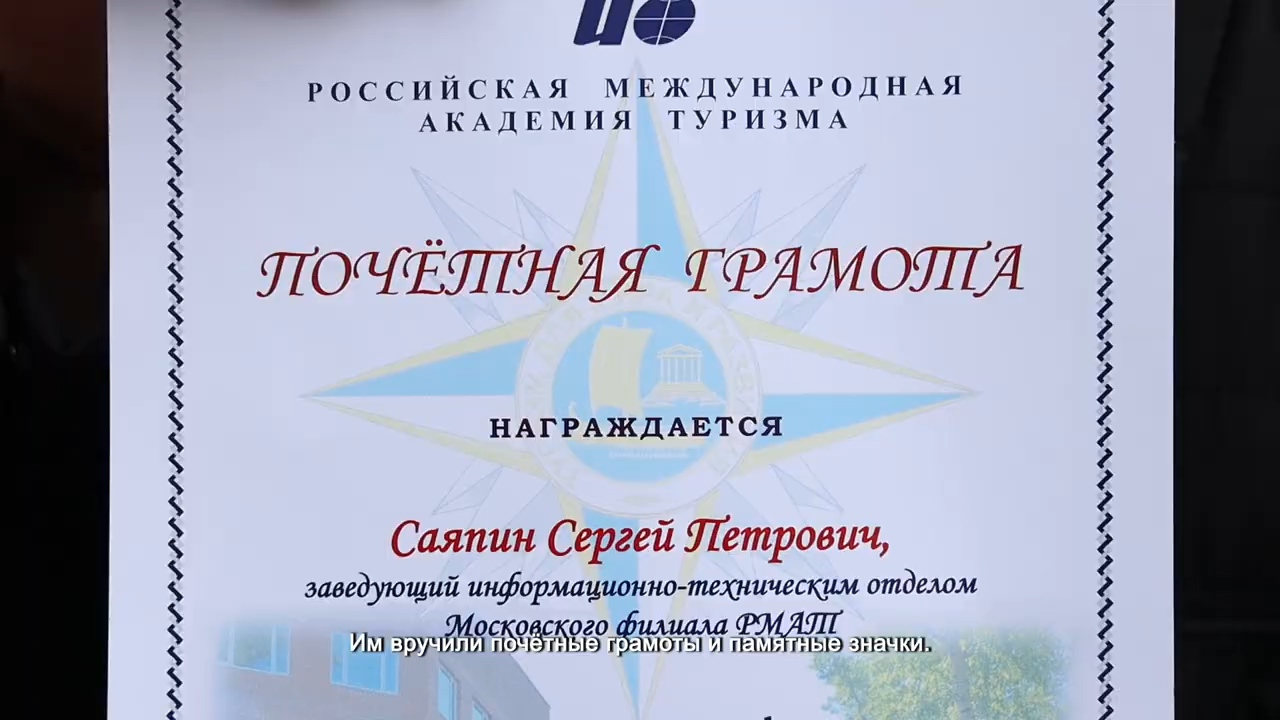 РОССИЙСКАЯ МЕЖДУНАРОДНАЯ
АКАДЕМИЯ ТУРИЗМА
ПОЧЁТНАЯ ГРАМОТА
НАГРАЖДАЕТСЯ
Саяпин Сергей Петрович,
заведующий информационно-техническим отделом
Московского филиала РМАТ
Им вручили почётные грамоты и памятные значки.